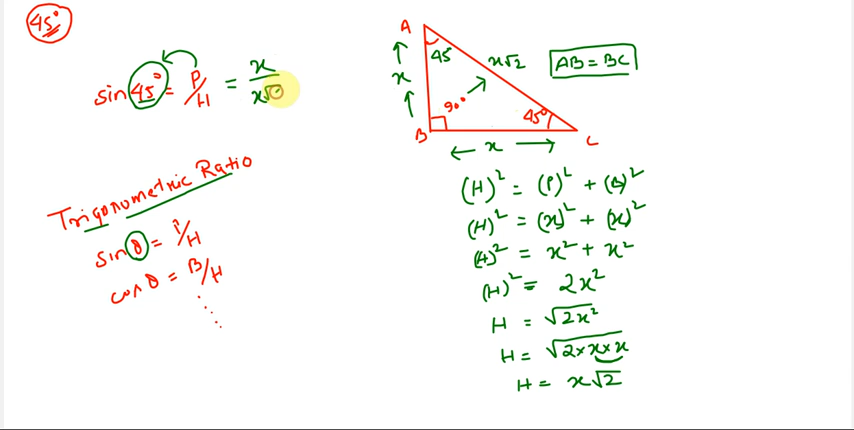 45°
sin 45° = P/H = x/x√
Trigonometric Ratio
sin θ = P/H
cos θ = B/H
A
45
x
x√2
AB = BC
90°
45°
B
C
x
(H)² = (P)² + (B)²
(H)² = (x)² + (x)²
(H)² = x² + x²
(H)² = 2x²
H = √2x²
H = √2×x×x
H = x√2